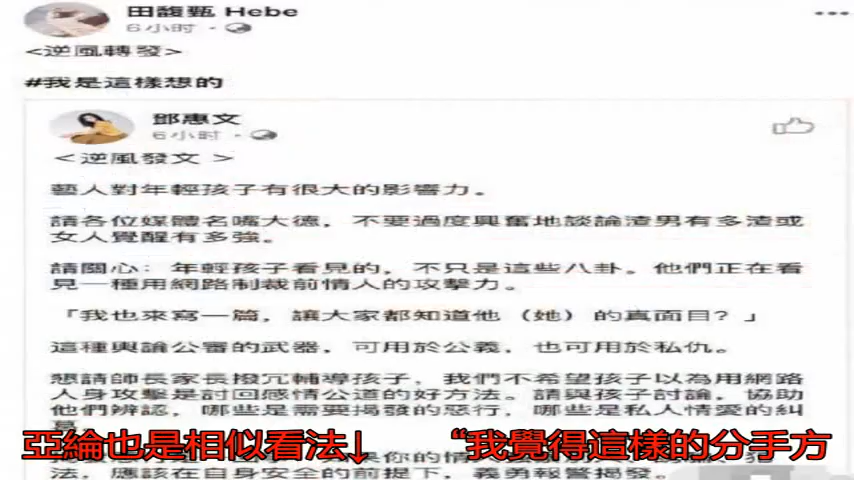 田馥甄 Hebe
6小时
<逆風轉發>
#我是這樣想的
鄧惠文
6小时
<逆風發文 >
藝人對年輕孩子有很大的影響力。
請各位媒體名嘴大德，不要過度興奮地談論渣男有多渣或
女人覺醒有多強。
請關心：年輕孩子看見的，不只是這些八卦。他們正在看
見一種用網路制裁前情人的攻擊力。
「我也來寫一篇，讓大家都知道他（她）的真面目？」
這種輿論公審的武器，可用於公義，也可用於私仇。
懇請師長家長撥冗輔導孩子，我們不希望孩子以為用網路
人身攻擊是討回感情公道的好方法。請與孩子討論，協助
他們辨認，哪些是需要揭發的惡行，哪些是私人情愛的糾
亞綸也是相似看法↓ “我覺得這樣的分手方
法，應該在自身安全的前提下，義勇報警揭發。